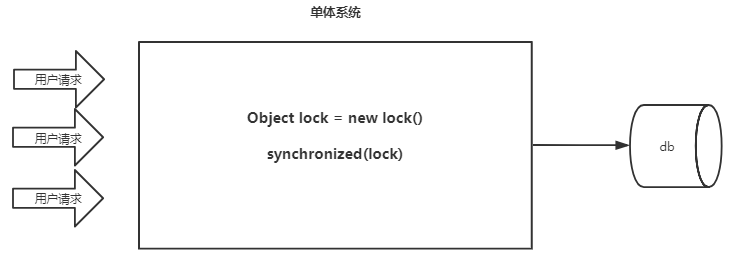 单体系统
用户请求
用户请求
用户请求
Object lock = new lock()
synchronized(lock)
db